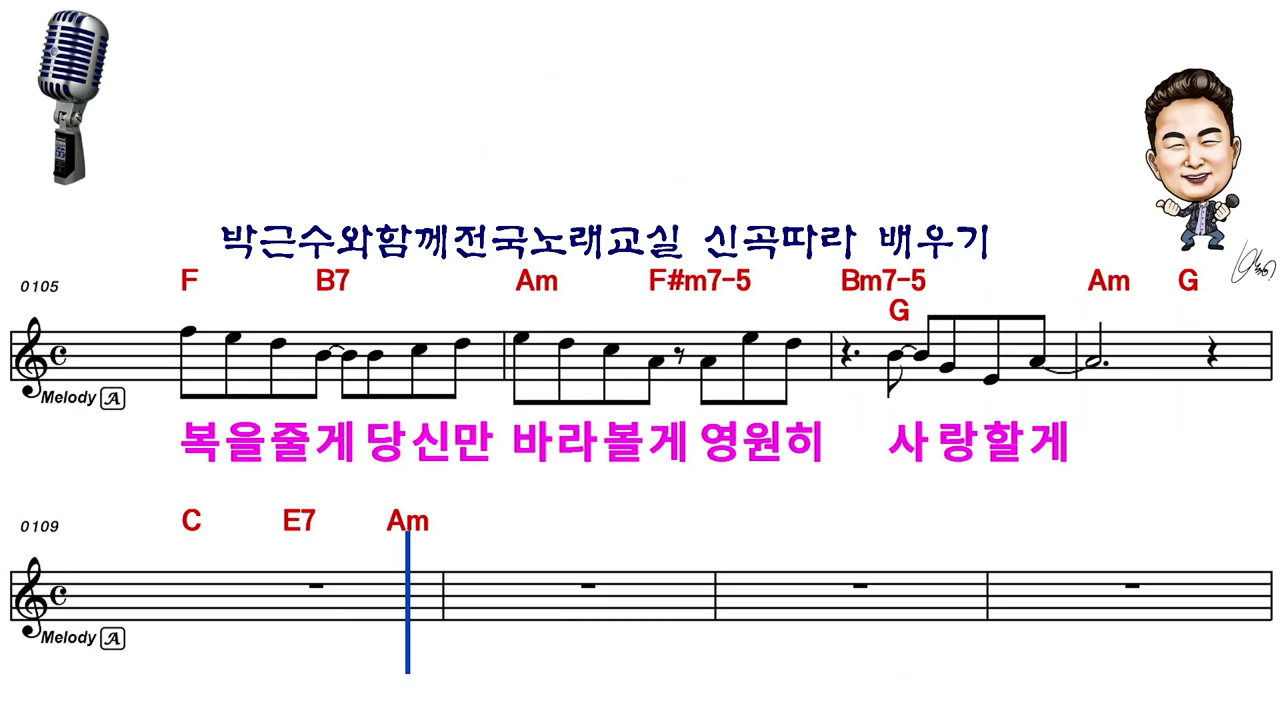 박근수와함께전국노래교실 신곡따라 배우기
0105 F B7 Am F#m7-5 Bm7-5 G Am G
Melody A
복을줄게 당신만 바라볼게 영원히 사랑할게
0109 C E7 Am
Melody A